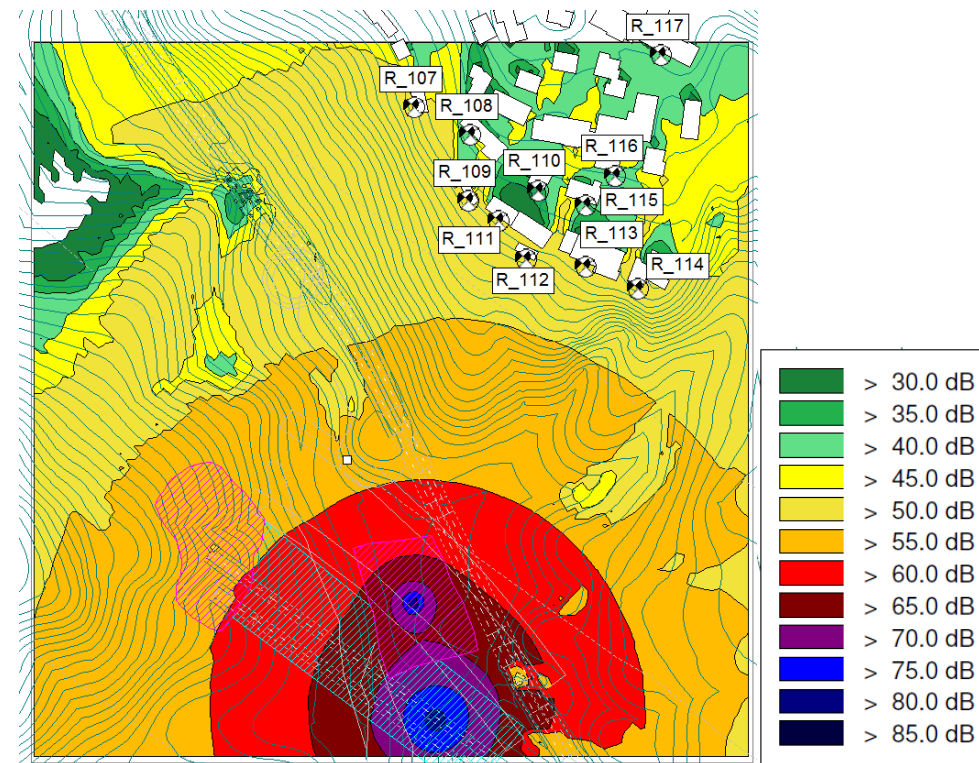 R_117
R_107
R_108
R_116
R_110
R_109
R_115
R_111
R_113
R_114
R_112
> 30.0 dB
> 35.0 dB
> 40.0 dB
> 45.0 dB
> 50.0 dB
> 55.0 dB
> 60.0 dB
> 65.0 dB
> 70.0 dB
> 75.0 dB
> 80.0 dB
> 85.0 dB